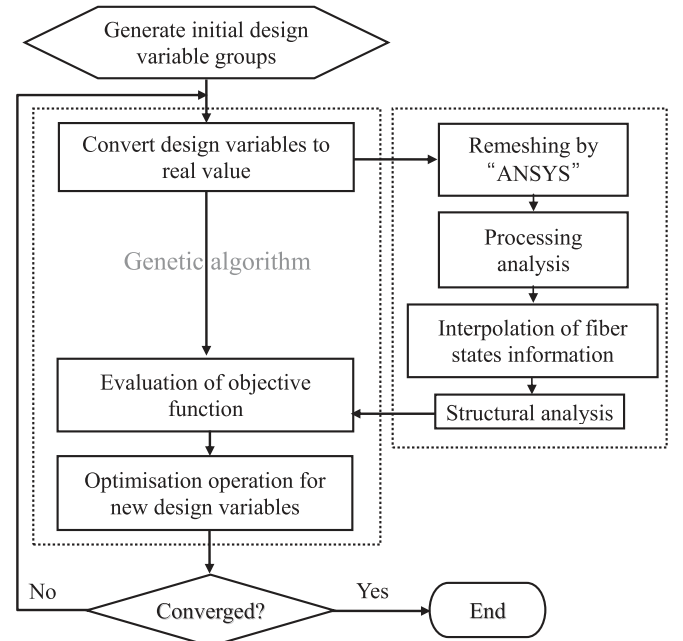 Generate initial design
variable groups
Convert design variables to
real value
Remeshing by
“ANSYS”
Processing
analysis
Genetic algorithm
Interpolation of fiber
states information
Evaluation of objective
function
Structural analysis
Optimisation operation for
new design variables
No
Converged?
Yes
End